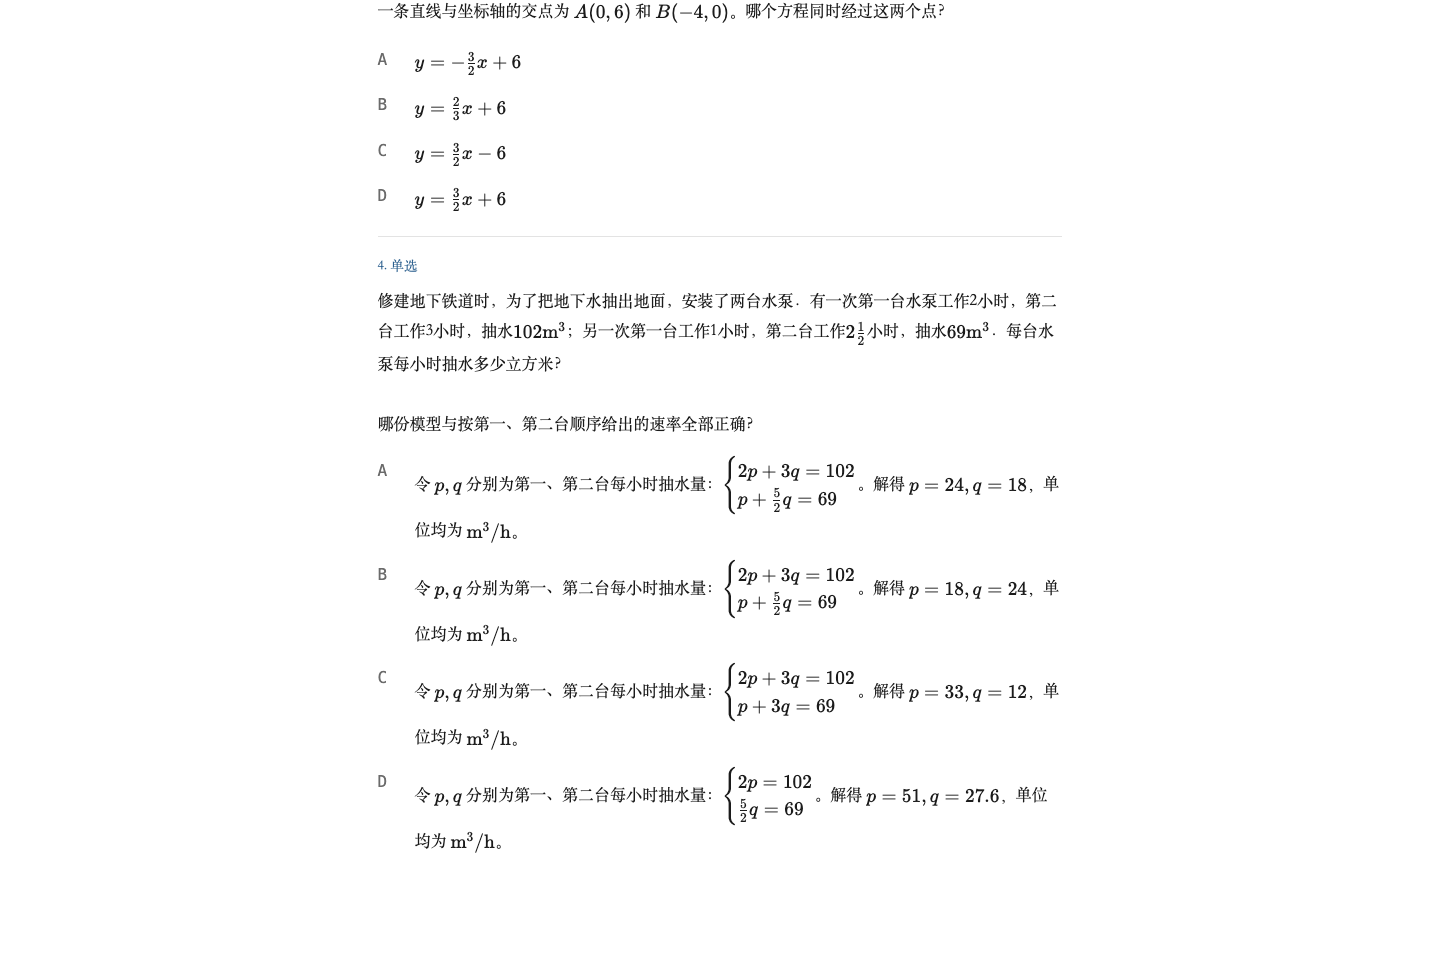 一条直线与坐标轴的交点为 A(0, 6) 和 B(−4, 0)。哪个方程同时经过这两个点？
A y = −3/2 x + 6
B y = 2/3 x + 6
C y = 3/2 x − 6
D y = 3/2 x + 6
4. 单选
修建地下铁道时，为了把地下水抽出地面，安装了两台水泵．有一次第一台水泵工作2小时，第二
台工作3小时，抽水102m³；另一次第一台工作1小时，第二台工作2 1/2 小时，抽水69m³．每台水
泵每小时抽水多少立方米？
哪份模型与按第一、第二台顺序给出的速率全部正确？
A 令 p, q 分别为第一、第二台每小时抽水量： { 2p + 3q = 102
p + 5/2 q = 69 。解得 p = 24, q = 18，单
位均为 m³/h。
B 令 p, q 分别为第一、第二台每小时抽水量： { 2p + 3q = 102
p + 5/2 q = 69 。解得 p = 18, q = 24，单
位均为 m³/h。
C 令 p, q 分别为第一、第二台每小时抽水量： { 2p + 3q = 102
p + 3q = 69 。解得 p = 33, q = 12，单
位均为 m³/h。
D 令 p, q 分别为第一、第二台每小时抽水量： { 2p = 102
5/2 q = 69 。解得 p = 51, q = 27.6，单位
均为 m³/h。